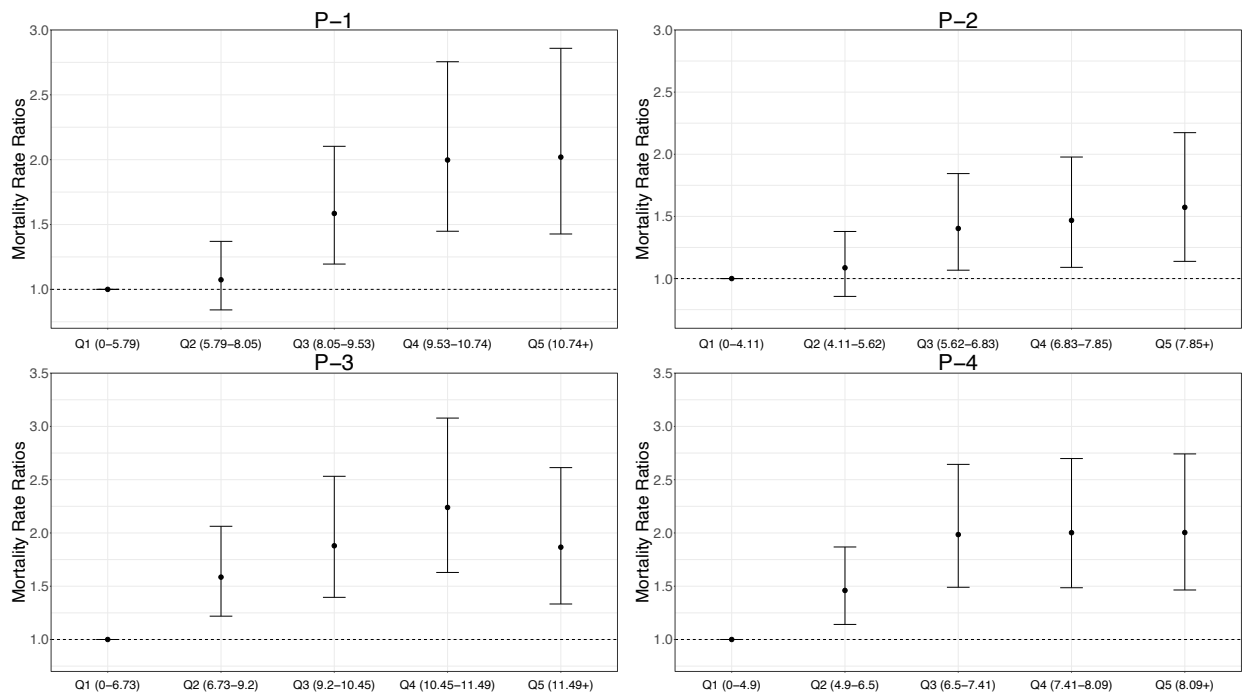 P−1
Mortality Rate Ratios
3.0
2.5
2.0
1.5
1.0
Q1 (0−5.79) Q2 (5.79−8.05) Q3 (8.05−9.53) Q4 (9.53−10.74) Q5 (10.74+)
P−2
Mortality Rate Ratios
3.0
2.5
2.0
1.5
1.0
Q1 (0−4.11) Q2 (4.11−5.62) Q3 (5.62−6.83) Q4 (6.83−7.85) Q5 (7.85+)
P−3
Mortality Rate Ratios
3.5
3.0
2.5
2.0
1.5
1.0
Q1 (0−6.73) Q2 (6.73−9.2) Q3 (9.2−10.45) Q4 (10.45−11.49) Q5 (11.49+)
P−4
Mortality Rate Ratios
3.5
3.0
2.5
2.0
1.5
1.0
Q1 (0−4.9) Q2 (4.9−6.5) Q3 (6.5−7.41) Q4 (7.41−8.09) Q5 (8.09+)